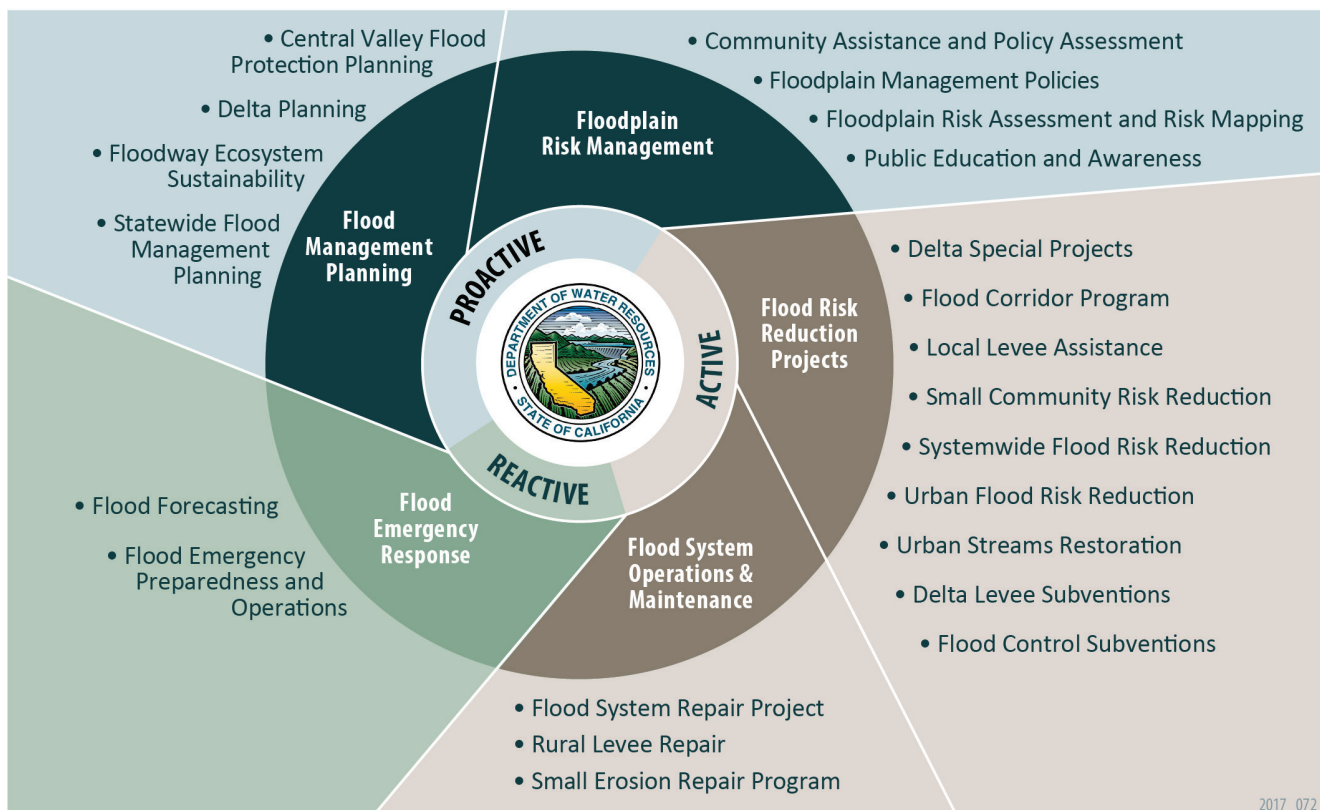 • Central Valley Flood
Protection Planning
• Delta Planning
• Floodway Ecosystem
Sustainability
• Statewide Flood
Management
Planning
Flood
Management
Planning
Floodplain
Risk Management
• Community Assistance and Policy Assessment
• Floodplain Management Policies
• Floodplain Risk Assessment and Risk Mapping
• Public Education and Awareness
PROACTIVE
ACTIVE
REACTIVE
DEPARTMENT OF WATER RESOURCES
STATE OF CALIFORNIA
Flood Risk
Reduction
Projects
• Delta Special Projects
• Flood Corridor Program
• Local Levee Assistance
• Small Community Risk Reduction
• Systemwide Flood Risk Reduction
• Urban Flood Risk Reduction
• Urban Streams Restoration
• Delta Levee Subventions
• Flood Control Subventions
Flood
Emergency
Response
• Flood Forecasting
• Flood Emergency
Preparedness and
Operations
Flood System
Operations &
Maintenance
• Flood System Repair Project
• Rural Levee Repair
• Small Erosion Repair Program
2017_072